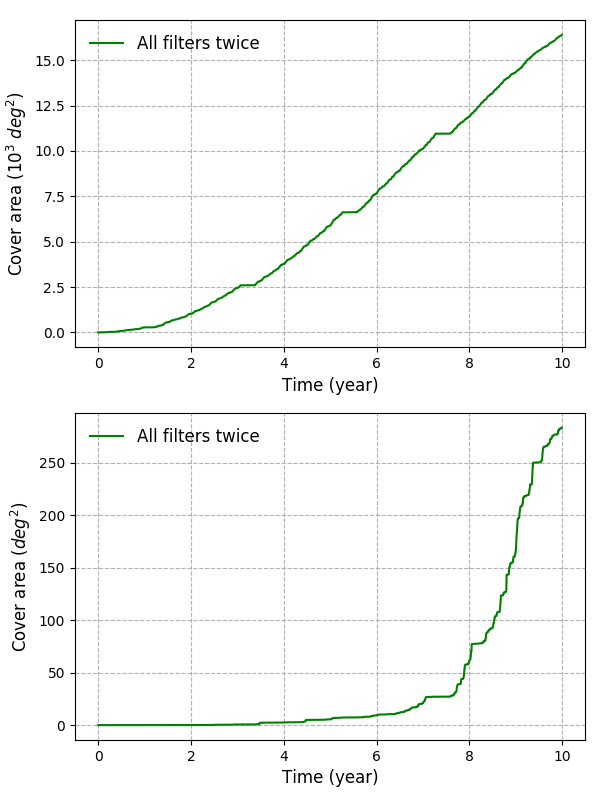 All filters twice
Cover area (10³ deg²)
15.0
12.5
10.0
7.5
5.0
2.5
0.0
0 2 4 6 8 10
Time (year)
All filters twice
Cover area (deg²)
250
200
150
100
50
0
0 2 4 6 8 10
Time (year)